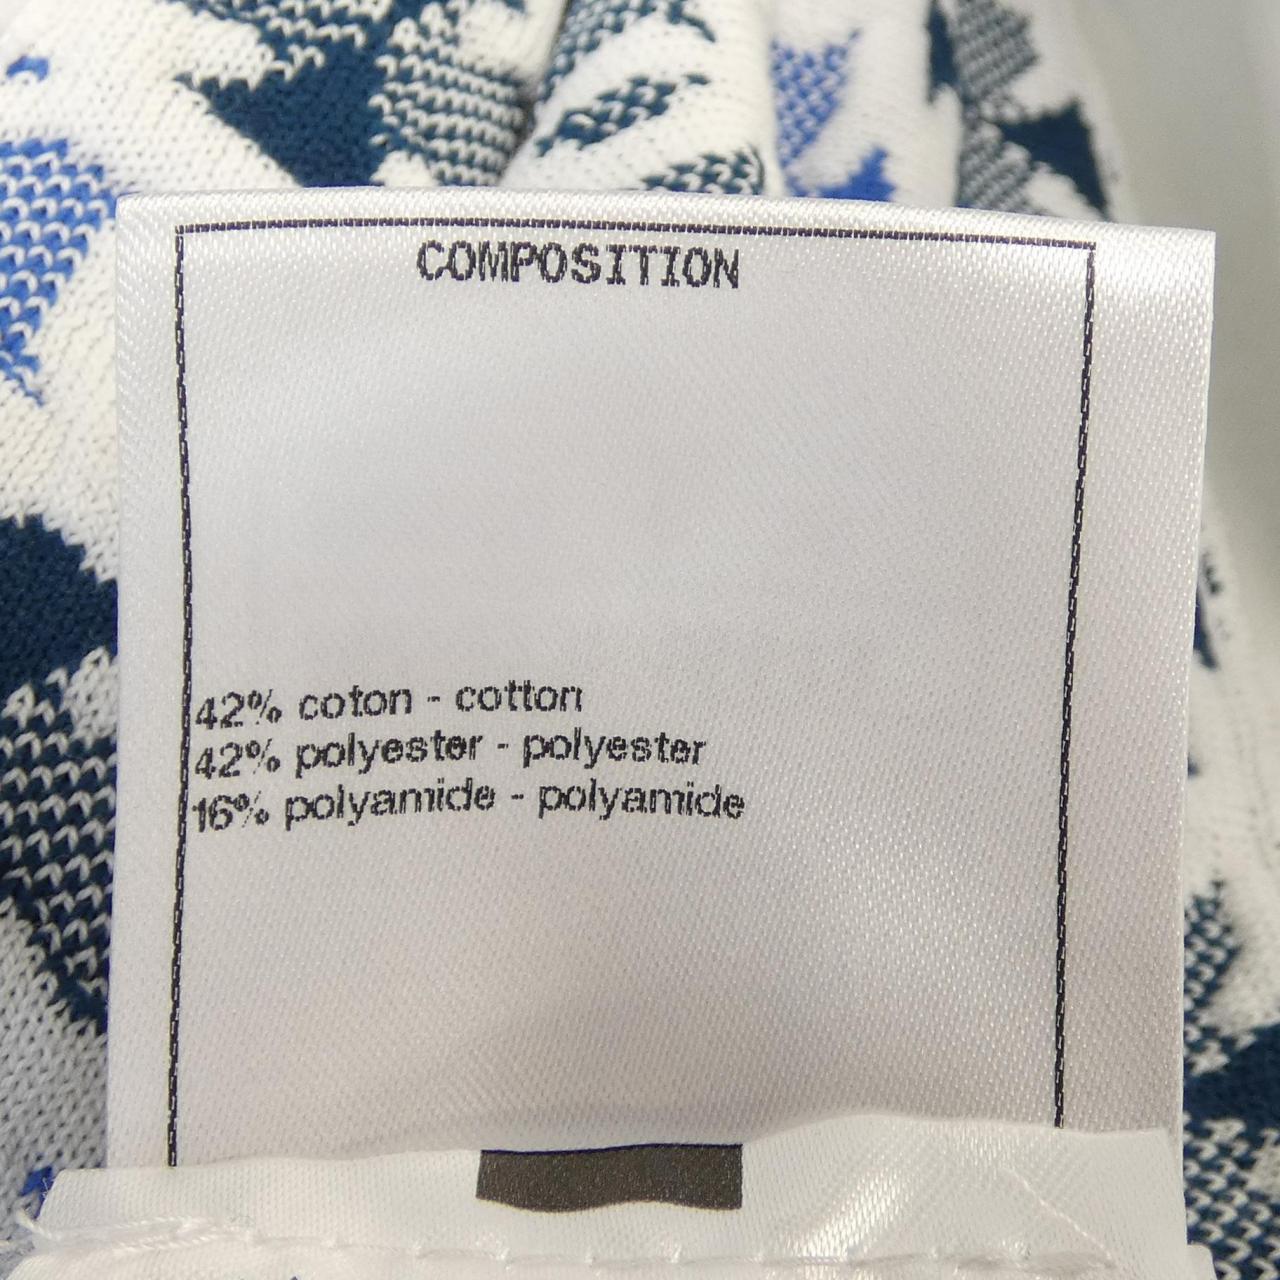 COMPOSITION
42% coton - cotton
42% polyester - polyester
16% polyamide - polyamide